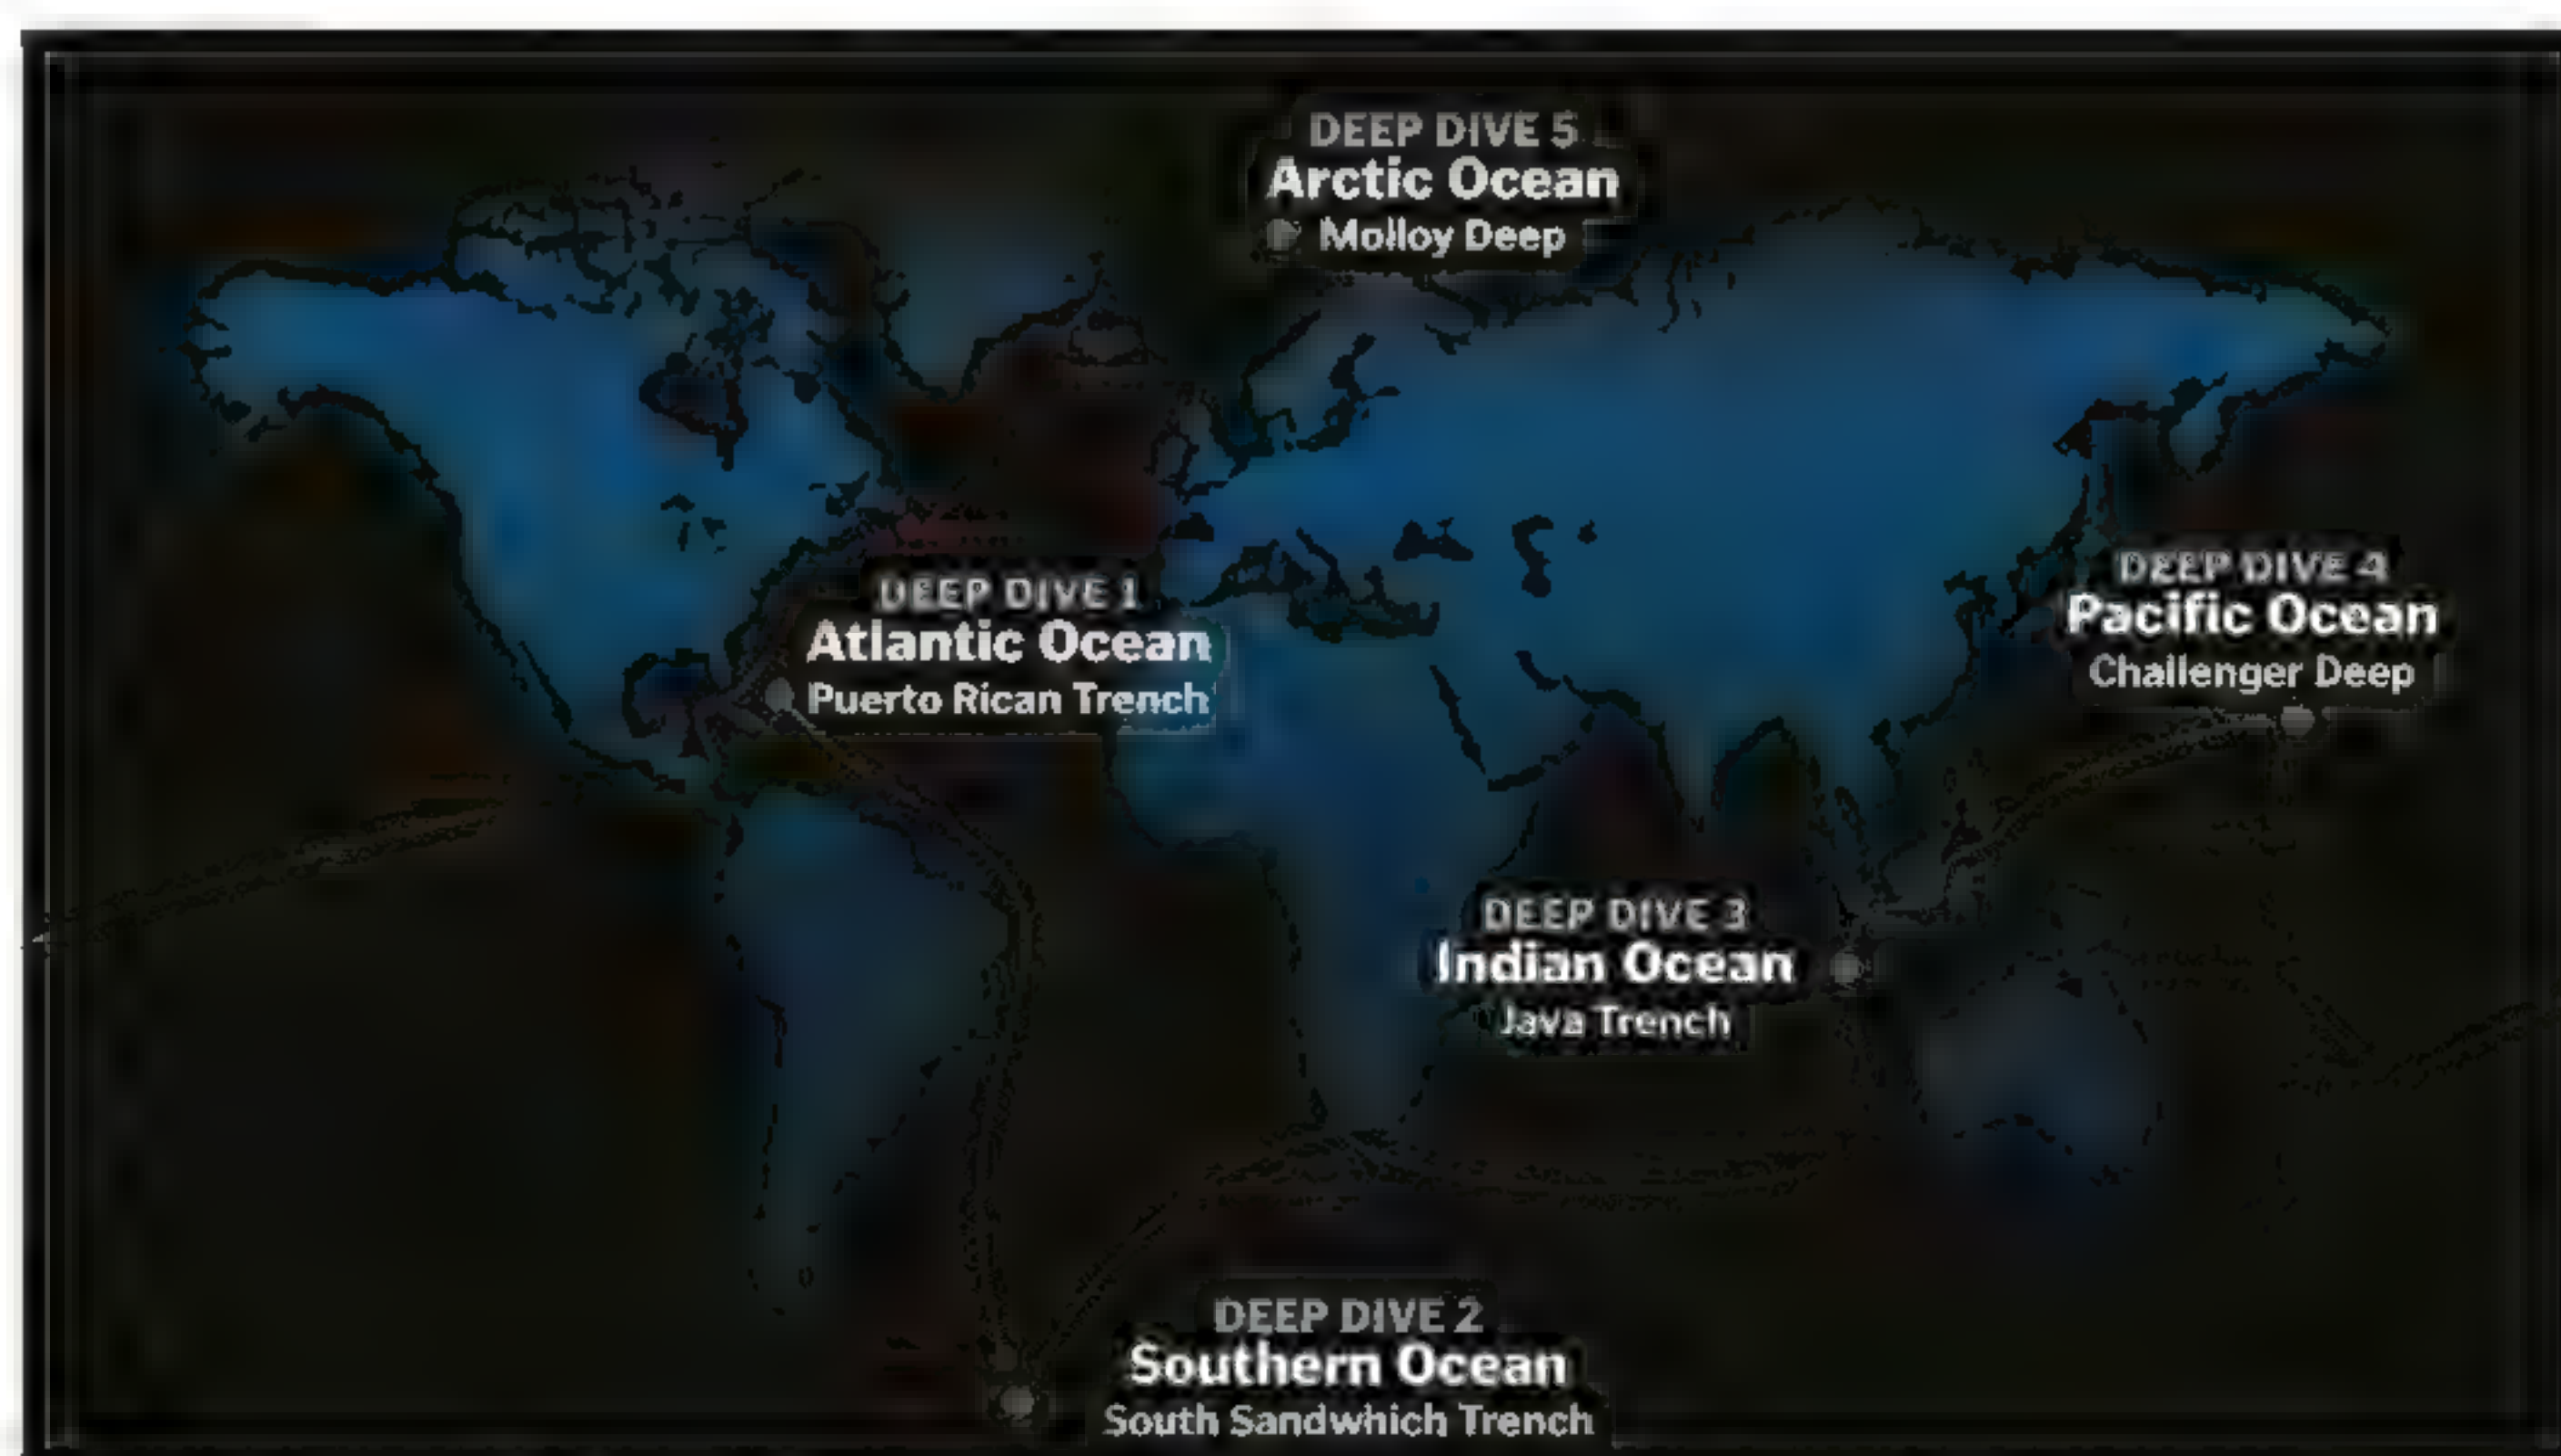 DEEP DIVE 5
Arctic Ocean
Molloy Deep
DEEP DIVE 1
Atlantic Ocean
Puerto Rican Trench
DEEP DIVE 4
Pacific Ocean
Challenger Deep
DEEP DIVE 3
Indian Ocean
Java Trench
DEEP DIVE 2
Southern Ocean
South Sandwhich Trench